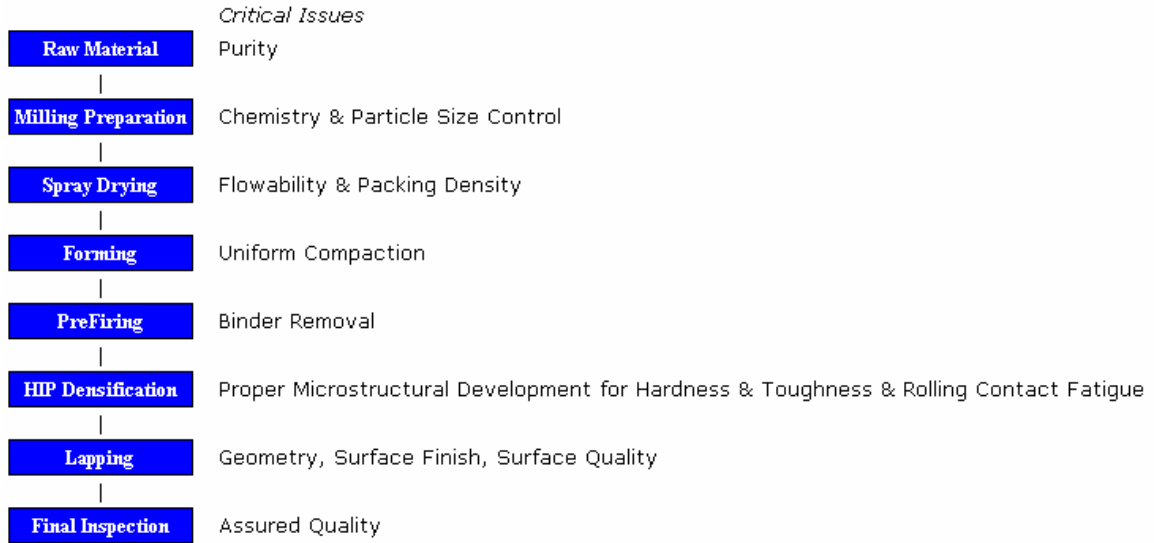 Critical Issues
Raw Material Purity
Milling Preparation Chemistry & Particle Size Control
Spray Drying Flowability & Packing Density
Forming Uniform Compaction
PreFiring Binder Removal
HIP Densification Proper Microstructural Development for Hardness & Toughness & Rolling Contact Fatigue
Lapping Geometry, Surface Finish, Surface Quality
Final Inspection Assured Quality